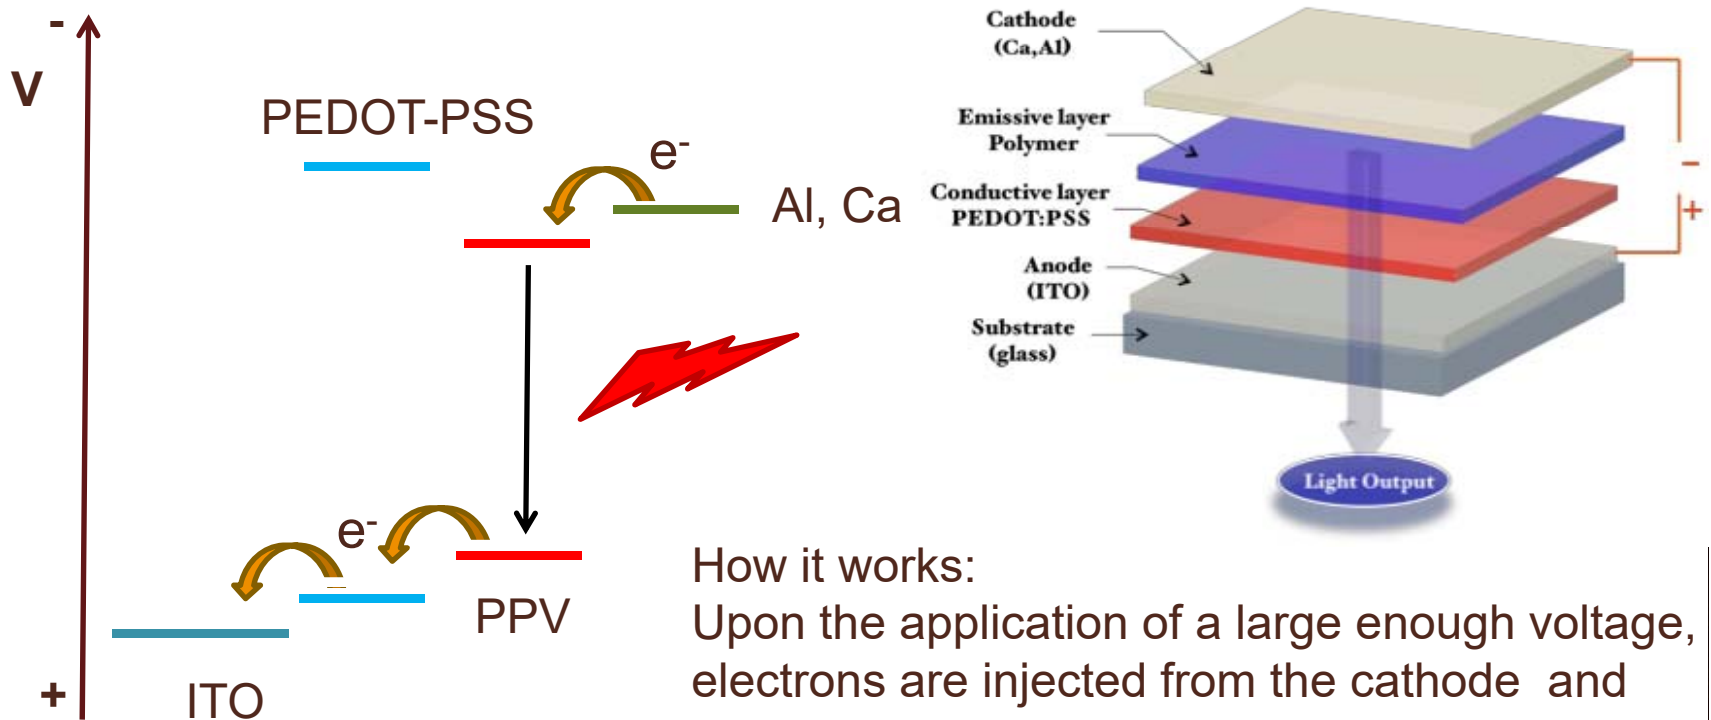 -
V
PEDOT-PSS
e-
Al, Ca
e-
PPV
+
ITO
Cathode
(Ca,Al)
Emissive layer
Polymer
Conductive layer
PEDOT:PSS
Anode
(ITO)
Substrate
(glass)
-
+
Light Output
How it works:
Upon the application of a large enough voltage,
electrons are injected from the cathode and